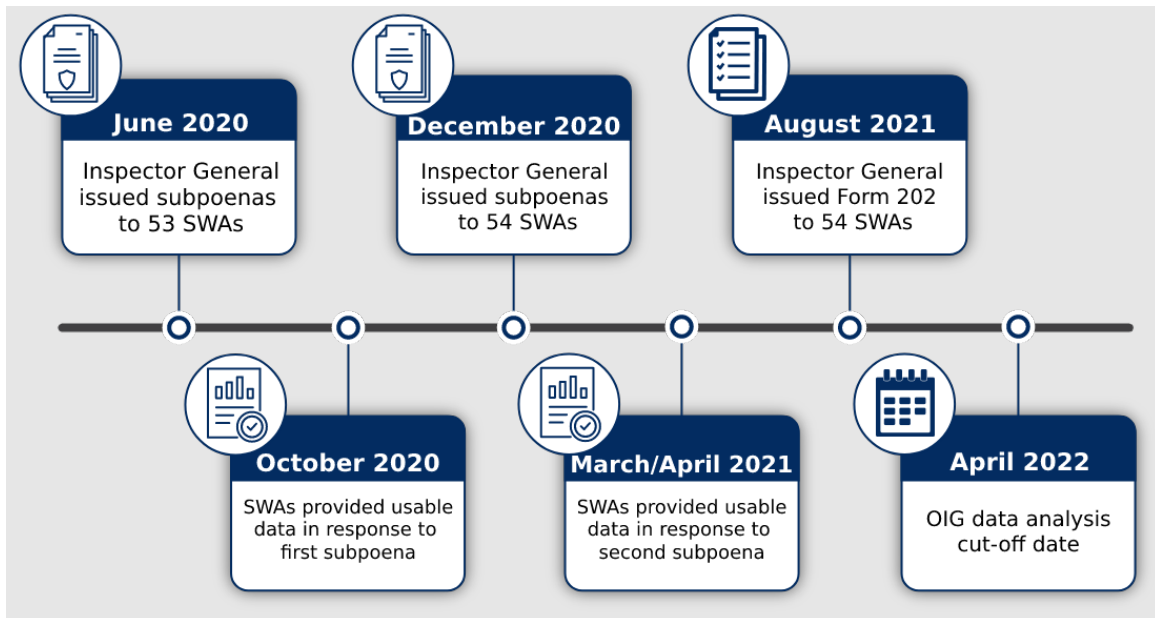 June 2020
Inspector General
issued subpoenas
to 53 SWAs
October 2020
SWAs provided usable
data in response to
first subpoena
December 2020
Inspector General
issued subpoenas
to 54 SWAs
March/April 2021
SWAs provided usable
data in response to
second subpoena
August 2021
Inspector General
issued Form 202
to 54 SWAs
April 2022
OIG data analysis
cut-off date